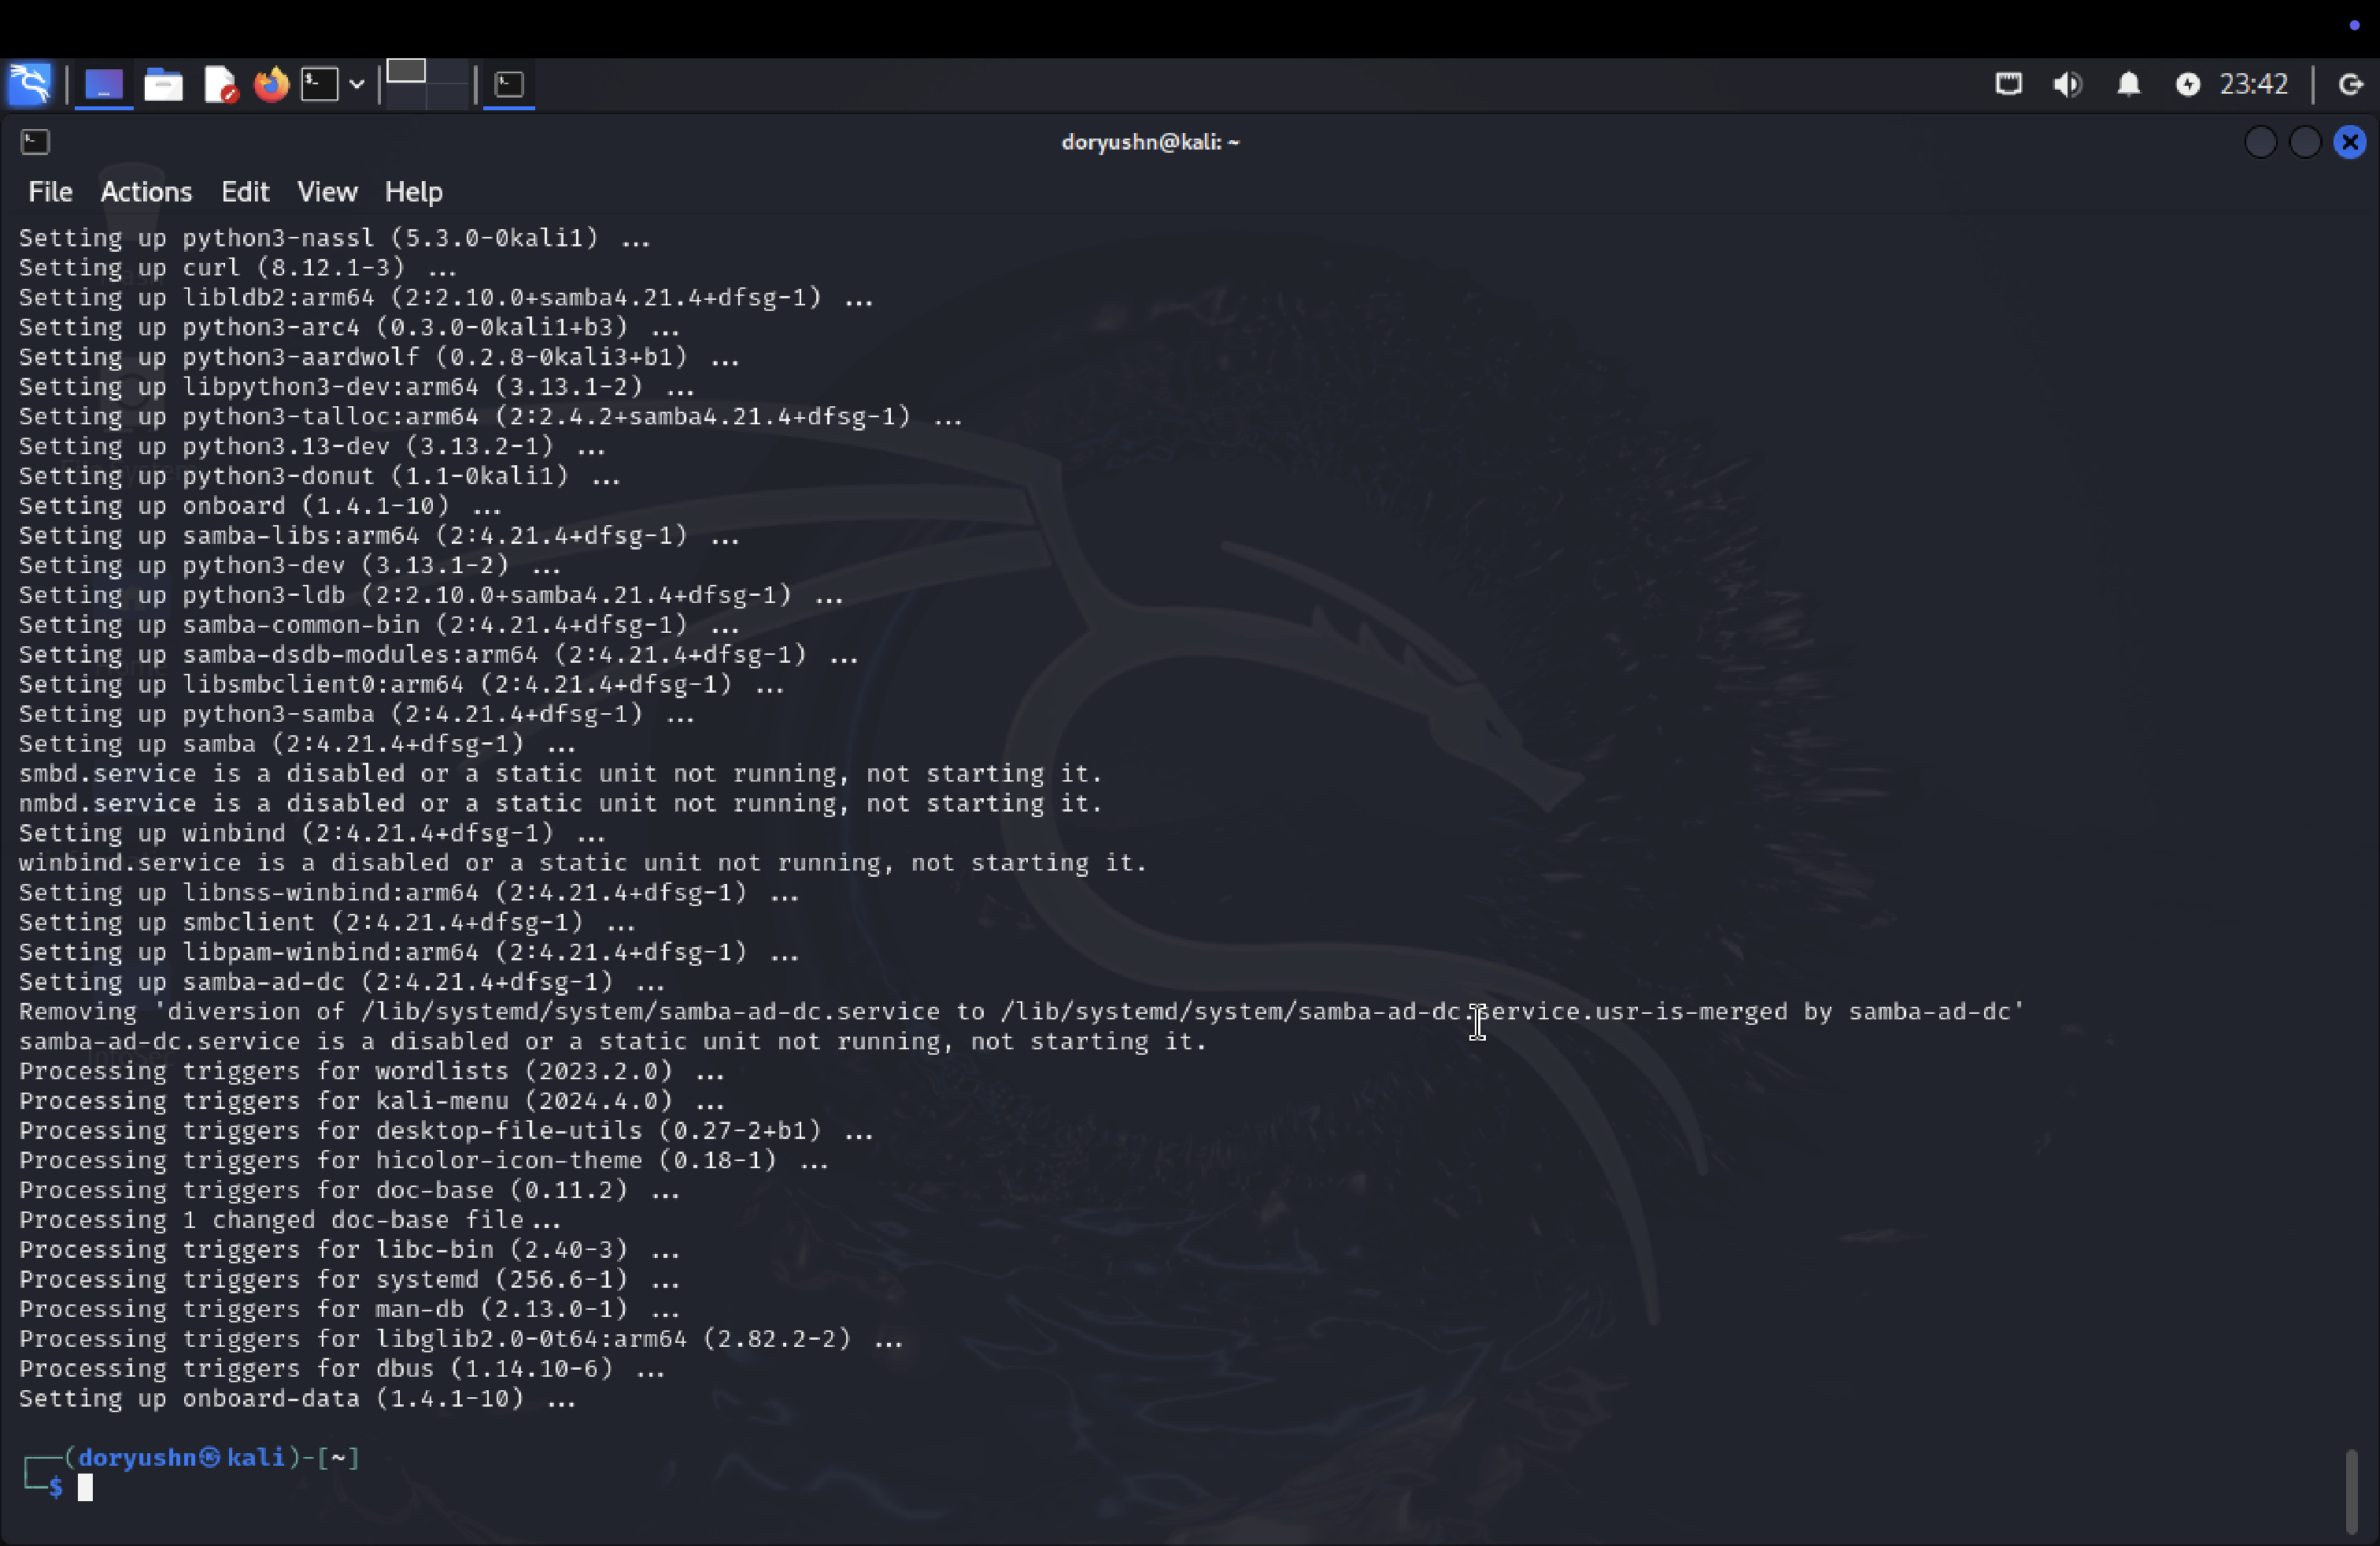 23:42
doryushn@kali: ~
File Actions Edit View Help
Setting up python3-nassl (5.3.0-0kali1) ...
Setting up curl (8.12.1-3) ...
Setting up libldb2:arm64 (2:2.10.0+samba4.21.4+dfsg-1) ...
Setting up python3-arc4 (0.3.0-0kali1+b3) ...
Setting up python3-aardwolf (0.2.8-0kali3+b1) ...
Setting up libpython3-dev:arm64 (3.13.1-2) ...
Setting up python3-talloc:arm64 (2:2.4.2+samba4.21.4+dfsg-1) ...
Setting up python3.13-dev (3.13.2-1) ...
Setting up python3-donut (1.1-0kali1) ...
Setting up onboard (1.4.1-10) ...
Setting up samba-libs:arm64 (2:4.21.4+dfsg-1) ...
Setting up python3-dev (3.13.1-2) ...
Setting up python3-ldb (2:2.10.0+samba4.21.4+dfsg-1) ...
Setting up samba-common-bin (2:4.21.4+dfsg-1) ...
Setting up samba-dsdb-modules:arm64 (2:4.21.4+dfsg-1) ...
Setting up libsmbclient0:arm64 (2:4.21.4+dfsg-1) ...
Setting up python3-samba (2:4.21.4+dfsg-1) ...
Setting up samba (2:4.21.4+dfsg-1) ...
smbd.service is a disabled or a static unit not running, not starting it.
nmbd.service is a disabled or a static unit not running, not starting it.
Setting up winbind (2:4.21.4+dfsg-1) ...
winbind.service is a disabled or a static unit not running, not starting it.
Setting up libnss-winbind:arm64 (2:4.21.4+dfsg-1) ...
Setting up smbclient (2:4.21.4+dfsg-1) ...
Setting up libpam-winbind:arm64 (2:4.21.4+dfsg-1) ...
Setting up samba-ad-dc (2:4.21.4+dfsg-1) ...
Removing 'diversion of /lib/systemd/system/samba-ad-dc.service to /lib/systemd/system/samba-ad-dc.service.usr-is-merged by samba-ad-dc'
samba-ad-dc.service is a disabled or a static unit not running, not starting it.
Processing triggers for wordlists (2023.2.0) ...
Processing triggers for kali-menu (2024.4.0) ...
Processing triggers for desktop-file-utils (0.27-2+b1) ...
Processing triggers for hicolor-icon-theme (0.18-1) ...
Processing triggers for doc-base (0.11.2) ...
Processing 1 changed doc-base file...
Processing triggers for libc-bin (2.40-3) ...
Processing triggers for systemd (256.6-1) ...
Processing triggers for man-db (2.13.0-1) ...
Processing triggers for libglib2.0-0t64:arm64 (2.82.2-2) ...
Processing triggers for dbus (1.14.10-6) ...
Setting up onboard-data (1.4.1-10) ...
┌──(doryushn㉿kali)-[~]
└─$